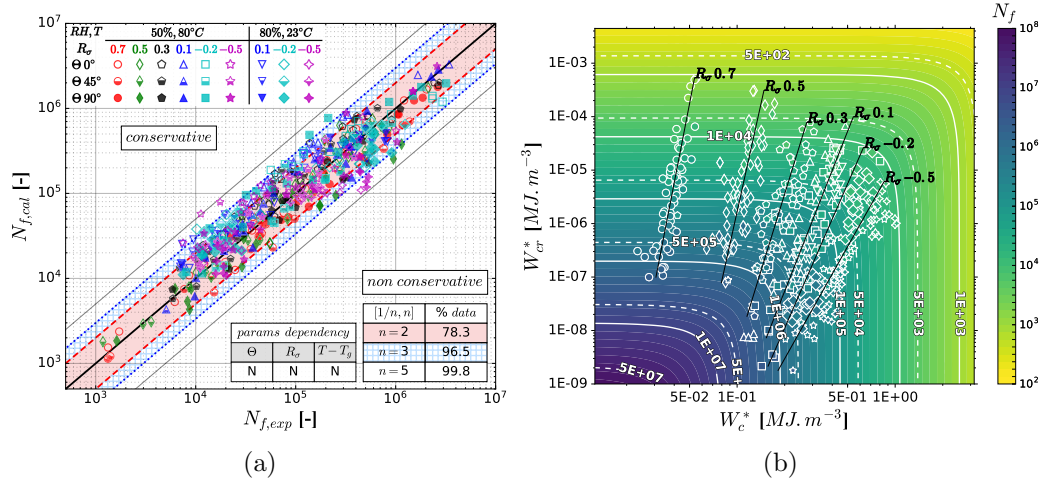 RH, T 50%, 80°C 80%, 23°C
R_σ 0.7 0.5 0.3 0.1 −0.2 −0.5 0.1 −0.2 −0.5
Θ 0°
Θ 45°
Θ 90°
conservative
non conservative
[1/n, n] % data
n = 2 78.3
n = 3 96.5
n = 5 99.8
params dependency
Θ R_σ T − T_g
N N N
10^7
10^6
10^5
10^4
10^3
N_{f,cal} [-]
10^3 10^4 10^5 10^6 10^7
N_{f,exp} [-]
(a)
N_f
10^8
10^7
10^6
10^5
10^4
10^3
10^2
1E-03
1E-04
1E-05
1E-06
1E-07
1E-08
1E-09
W_{cr}^* [MJ.m^{−3}]
5E+02
R_σ 0.7
R_σ 0.5
R_σ 0.3
R_σ 0.1
R_σ −0.2
R_σ −0.5
1E+04
5E+05
1E+06
1E+05
5E+04
5E+03
1E+03
1E+07
5E+07
5E-02 1E-01 5E-01 1E+00
W_c^* [MJ.m^{−3}]
(b)